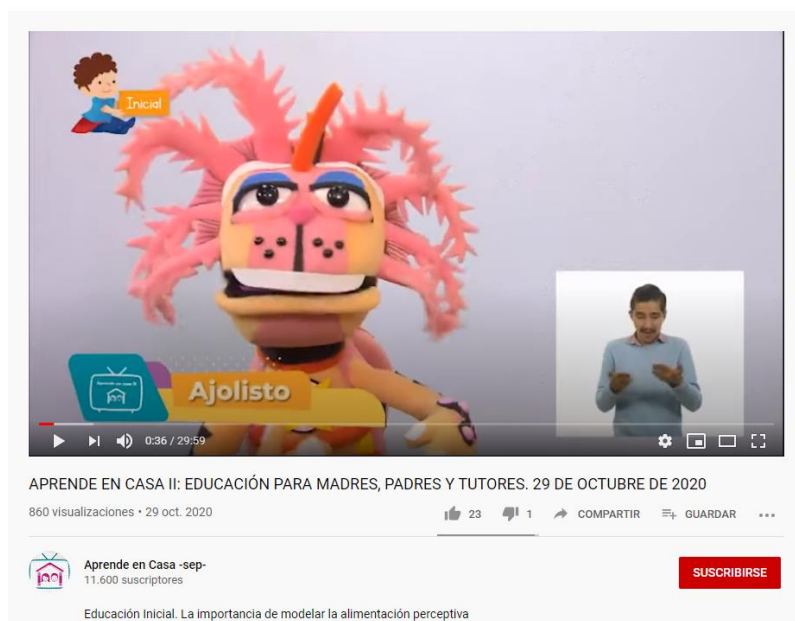 Inicial
Ajolisto
0:36 / 29:59
APRENDE EN CASA II: EDUCACIÓN PARA MADRES, PADRES Y TUTORES. 29 DE OCTUBRE DE 2020
860 visualizaciones • 29 oct. 2020
23 1 COMPARTIR GUARDAR
Aprende en Casa -sep-
11.600 suscriptores
SUSCRIBIRSE
Educación Inicial. La importancia de modelar la alimentación perceptiva